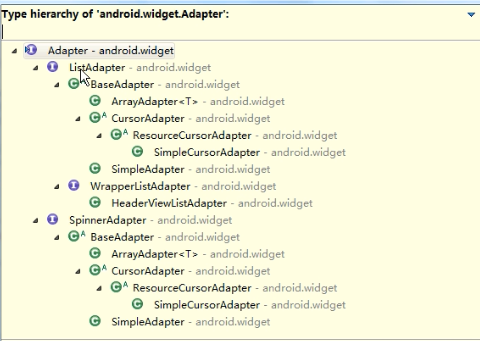 Type hierarchy of 'android.widget.Adapter':
Adapter - android.widget
ListAdapter - android.widget
BaseAdapter - android.widget
ArrayAdapter<T> - android.widget
CursorAdapter - android.widget
ResourceCursorAdapter - android.widget
SimpleCursorAdapter - android.widget
SimpleAdapter - android.widget
WrapperListAdapter - android.widget
HeaderViewListAdapter - android.widget
SpinnerAdapter - android.widget
BaseAdapter - android.widget
ArrayAdapter<T> - android.widget
CursorAdapter - android.widget
ResourceCursorAdapter - android.widget
SimpleCursorAdapter - android.widget
SimpleAdapter - android.widget